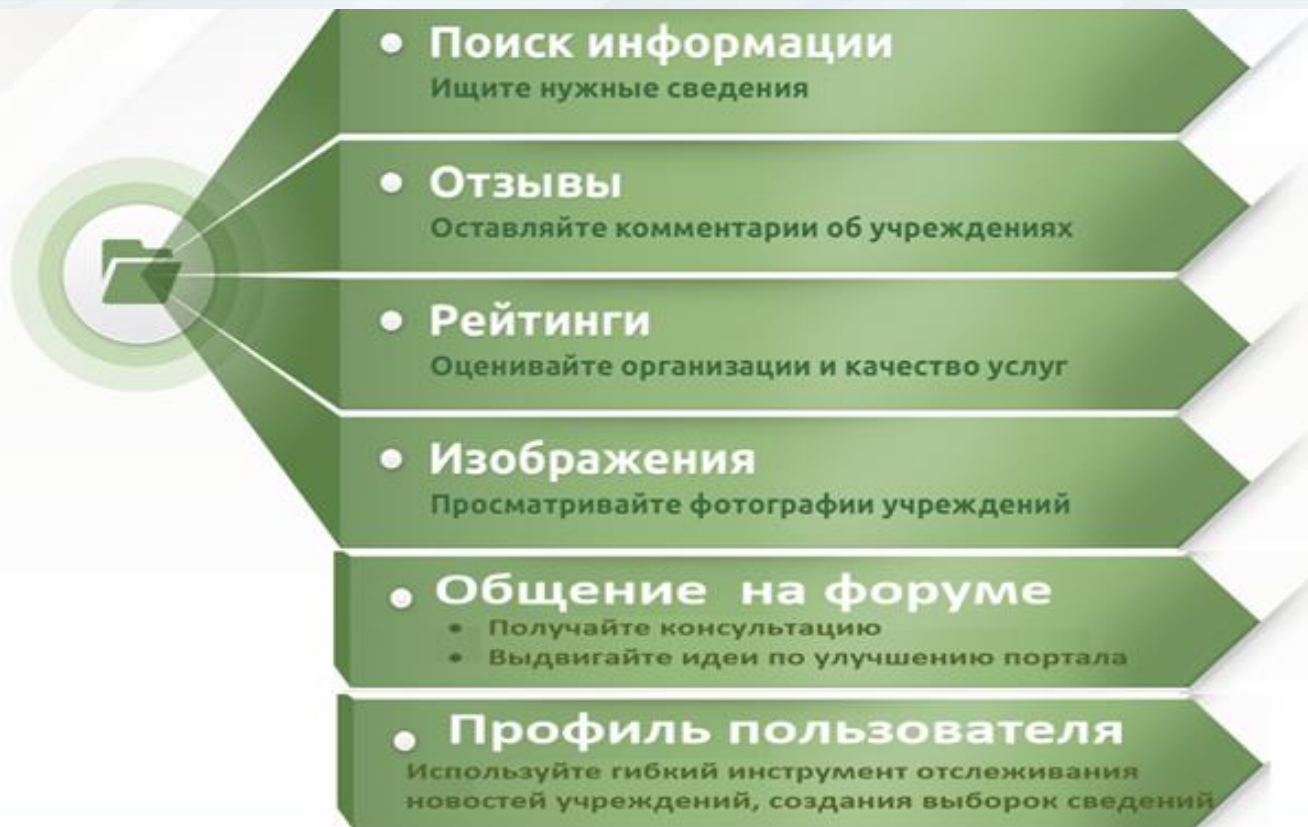 Поиск информации
Ищите нужные сведения
Отзывы
Оставляйте комментарии об учреждениях
Рейтинги
Оценивайте организации и качество услуг
Изображения
Просматривайте фотографии учреждений
Общение на форуме
Получайте консультацию
Выдвигайте идеи по улучшению портала
Профиль пользователя
Используйте гибкий инструмент отслеживания
новостей учреждений, создания выборок сведений